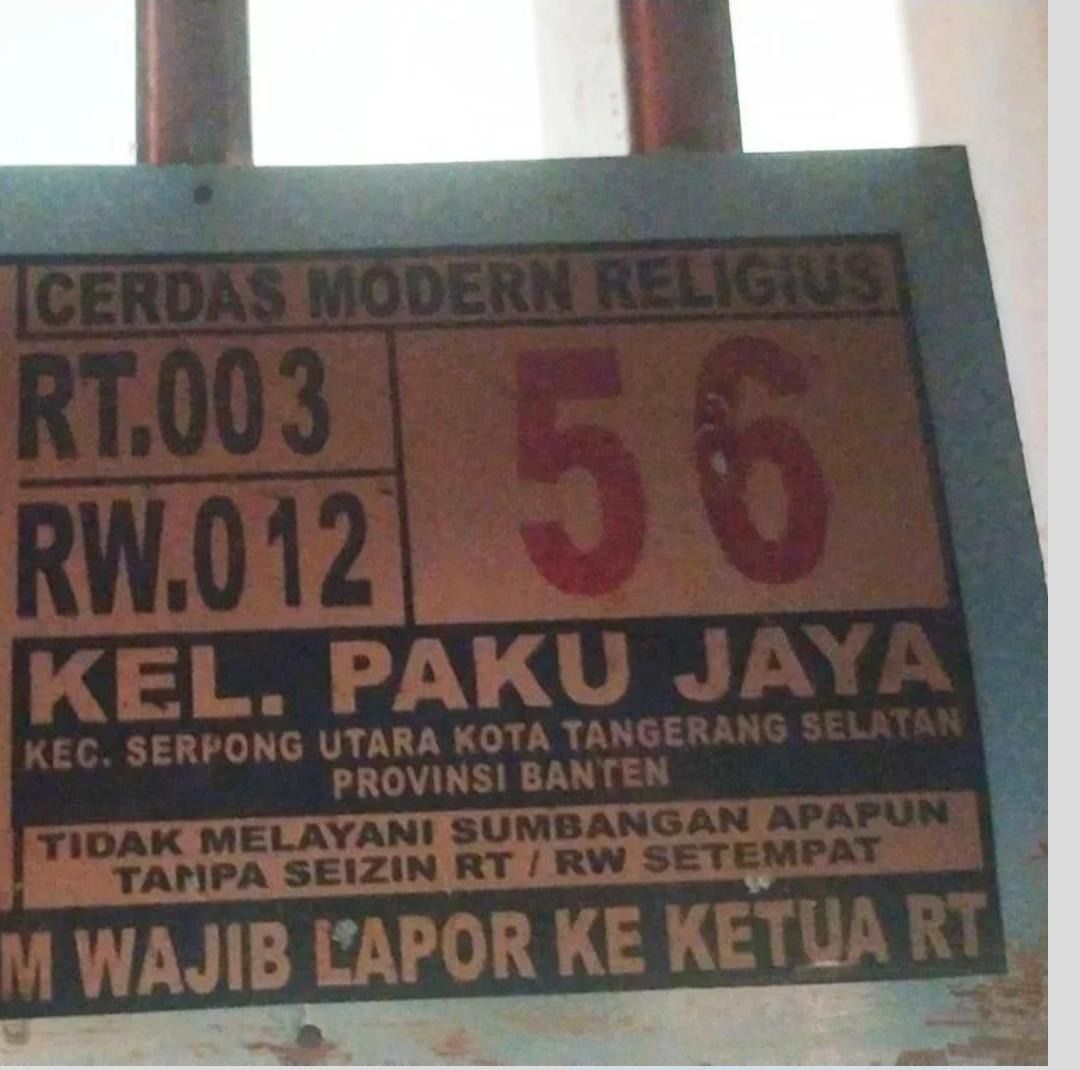 CERDAS MODERN RELIGIUS
RT.003
RW.012
56
KEL. PAKU JAYA
KEC. SERPONG UTARA KOTA TANGERANG SELATAN
PROVINSI BANTEN
TIDAK MELAYANI SUMBANGAN APAPUN
TANPA SEIZIN RT / RW SETEMPAT
M WAJIB LAPOR KE KETUA RT